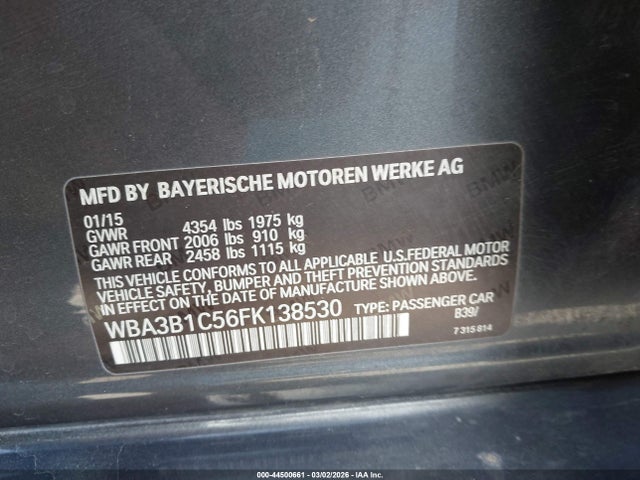 MFD BY BAYERISCHE MOTOREN WERKE AG
01/15
GVWR 4354 lbs 1975 kg
GAWR FRONT 2006 lbs 910 kg
GAWR REAR 2458 lbs 1115 kg
THIS VEHICLE CONFORMS TO ALL APPLICABLE U.S.FEDERAL MOTOR
VEHICLE SAFETY, BUMPER AND THEFT PREVENTION STANDARDS
IN EFFECT ON THE DATE OF MANUFACTURE SHOWN ABOVE.
WBA3B1C56FK138530 TYPE: PASSENGER CAR
B39/
7 315 814
000-44500661 - 03/02/2026 - IAA Inc.